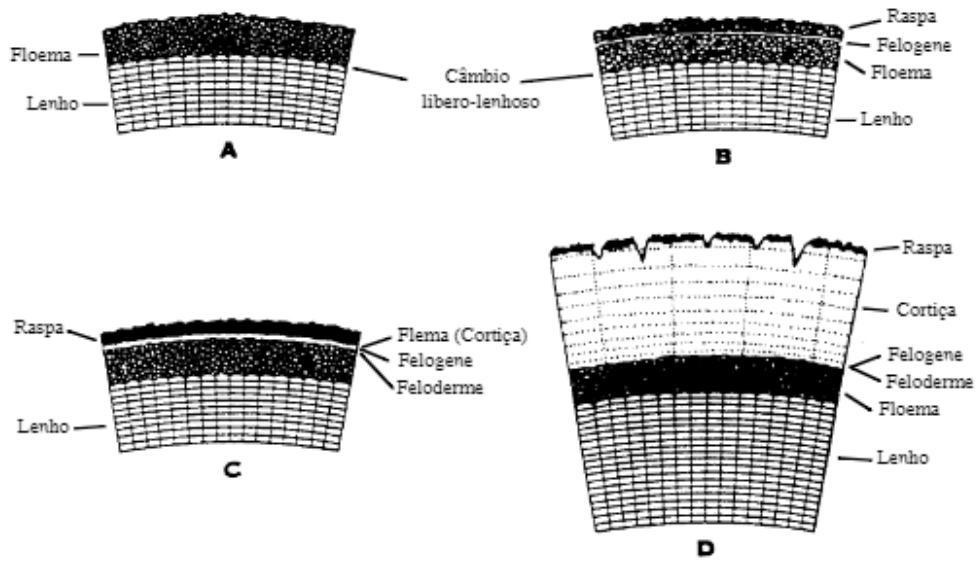 Floema
Lenho
Câmbio
libero-lenhoso
A
Raspa
Felogene
Floema
Lenho
B
Raspa
Lenho
Flema (Cortiça)
Felogene
Feloderme
C
Raspa
Cortiça
Felogene
Feloderme
Floema
Lenho
D